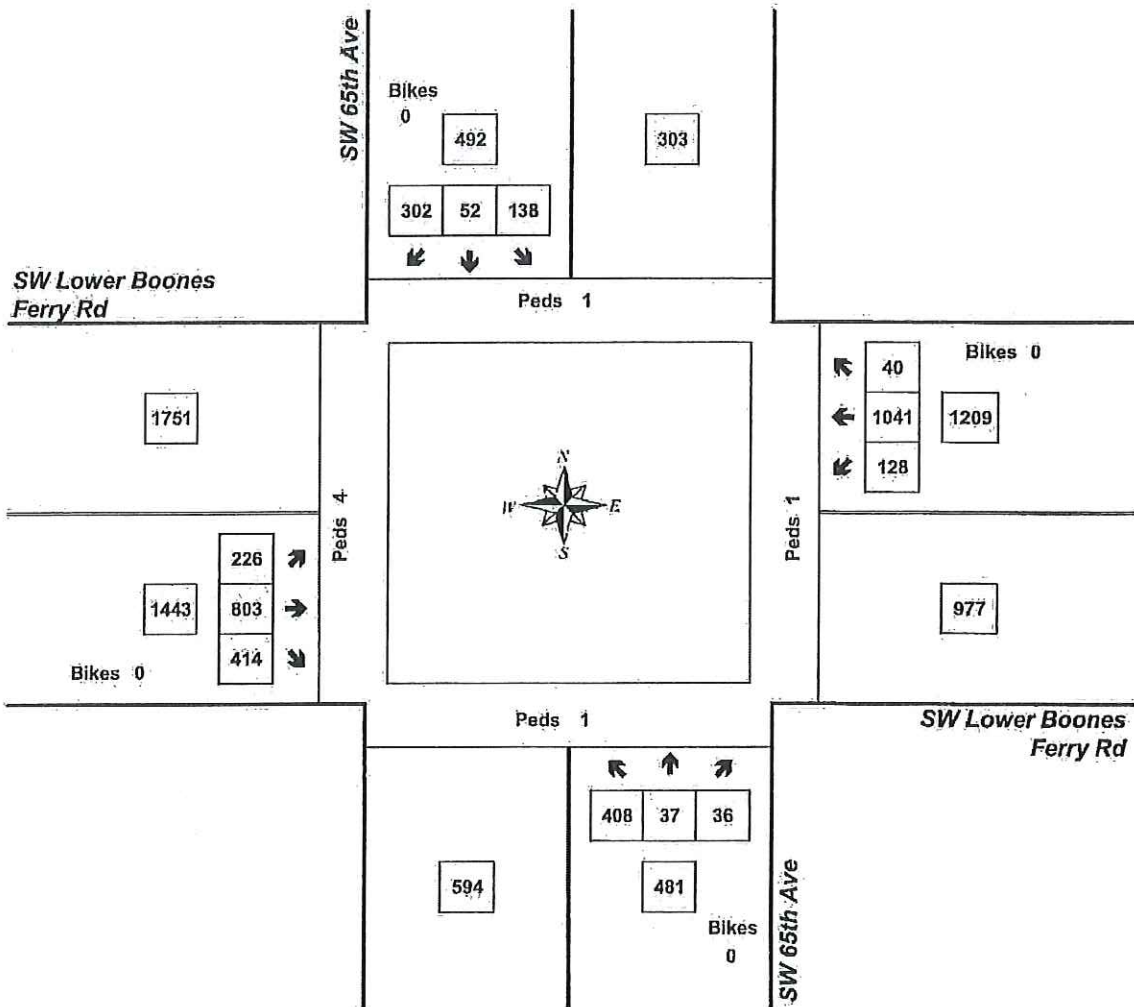 SW 65th Ave
Bikes
0
492
303
302 52 138
SW Lower Boones
Ferry Rd
Peds 1
Bikes 0
40
1751
1041
1209
128
N
W E
S
Peds 4
Peds 1
226
1443
803
977
414
Bikes 0
Peds 1
SW Lower Boones
Ferry Rd
408 37 36
594
481
Bikes
0
SW 65th Ave